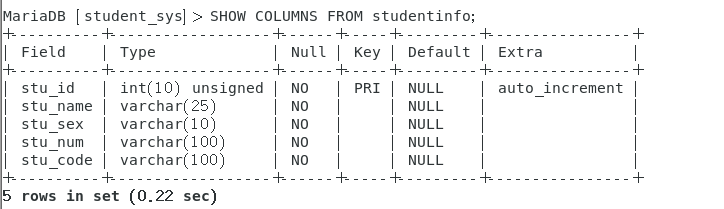 MariaDB [student_sys]> SHOW COLUMNS FROM studentinfo;
+----------+------------------+------+-----+---------+----------------+
| Field    | Type             | Null | Key | Default | Extra          |
+----------+------------------+------+-----+---------+----------------+
| stu_id   | int(10) unsigned | NO   | PRI | NULL    | auto_increment |
| stu_name | varchar(25)      | NO   |     | NULL    |                |
| stu_sex  | varchar(10)      | NO   |     | NULL    |                |
| stu_num  | varchar(100)     | NO   |     | NULL    |                |
| stu_code | varchar(100)     | NO   |     | NULL    |                |
+----------+------------------+------+-----+---------+----------------+
5 rows in set (0.22 sec)